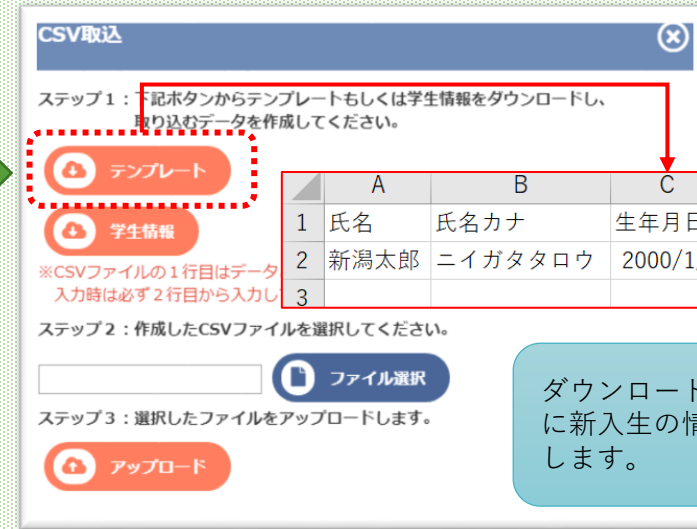 CSV取込
ステップ1：下記ボタンからテンプレートもしくは学生情報をダウンロードし、
取り込むデータを作成してください。
テンプレート
学生情報
A B C
1 氏名 氏名カナ 生年月日
2 新潟太郎 ニイガタタロウ 2000/1
3
※CSVファイルの1行目はデータ
入力時は必ず2行目から入力し
ステップ2：作成したCSVファイルを選択してください。
ファイル選択
ステップ3：選択したファイルをアップロードします。
アップロード
ダウンロード
に新入生の情
します。